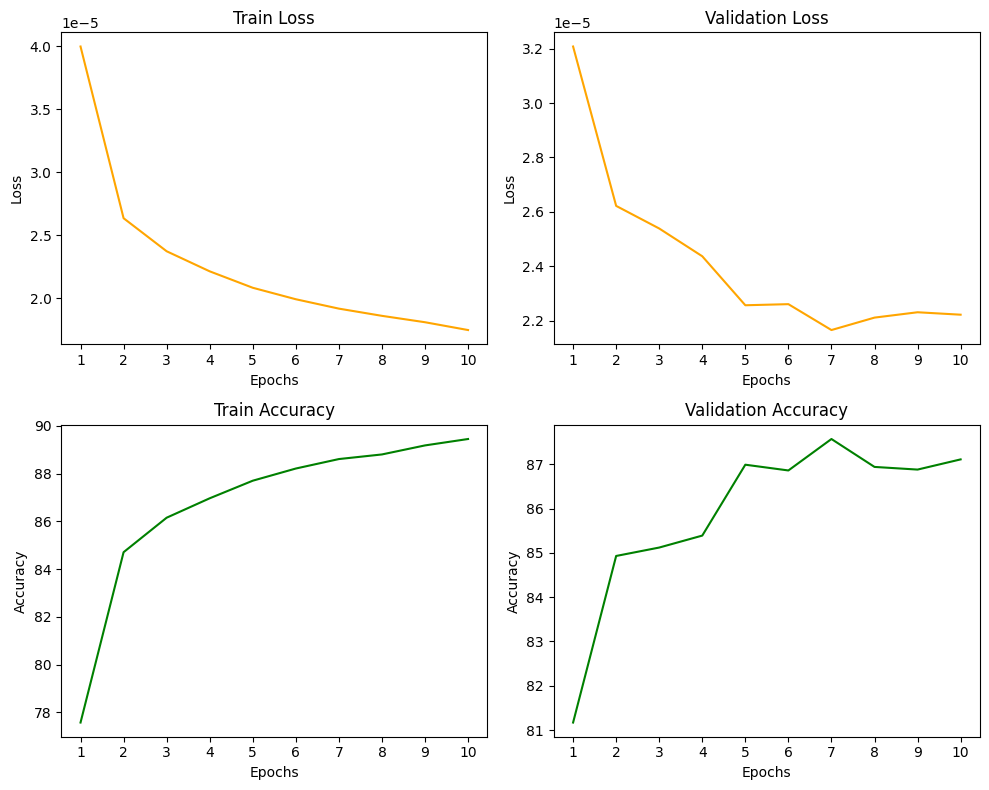 Train Loss
1e−5
4.0
3.5
3.0
2.5
2.0
Loss
1 2 3 4 5 6 7 8 9 10
Epochs
Validation Loss
1e−5
3.2
3.0
2.8
2.6
2.4
2.2
Loss
1 2 3 4 5 6 7 8 9 10
Epochs
Train Accuracy
90
88
86
84
82
80
78
Accuracy
1 2 3 4 5 6 7 8 9 10
Epochs
Validation Accuracy
87
86
85
84
83
82
81
Accuracy
1 2 3 4 5 6 7 8 9 10
Epochs